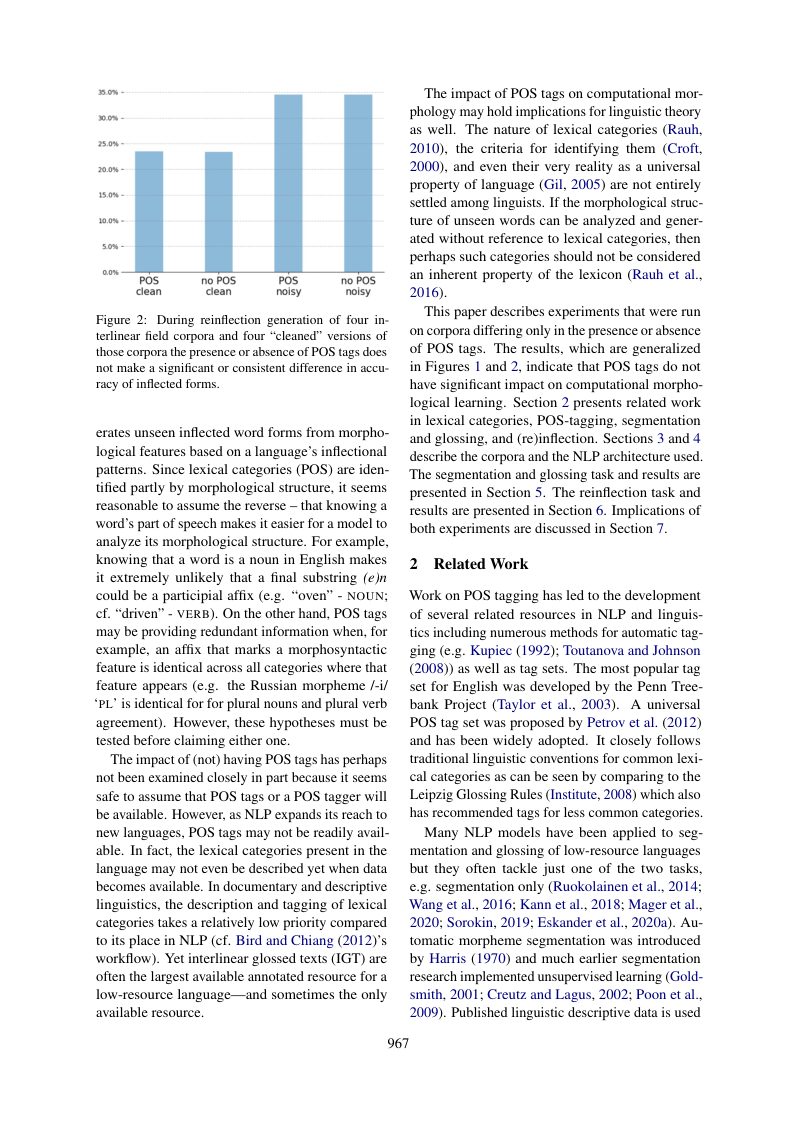 35.0%
30.0%
25.0%
20.0%
15.0%
10.0%
5.0%
0.0%
POS
clean
no POS
clean
POS
noisy
no POS
noisy
Figure 2: During reinflection generation of four in-
terlinear field corpora and four “cleaned” versions of
those corpora the presence or absence of POS tags does
not make a significant or consistent difference in accu-
racy of inflected forms.
erates unseen inflected word forms from morpho-
logical features based on a language’s inflectional
patterns. Since lexical categories (POS) are iden-
tified partly by morphological structure, it seems
reasonable to assume the reverse – that knowing a
word’s part of speech makes it easier for a model to
analyze its morphological structure. For example,
knowing that a word is a noun in English makes
it extremely unlikely that a final substring (e)n
could be a participial affix (e.g. “oven” - NOUN;
cf. “driven” - VERB). On the other hand, POS tags
may be providing redundant information when, for
example, an affix that marks a morphosyntactic
feature is identical across all categories where that
feature appears (e.g. the Russian morpheme /-i/
‘PL’ is identical for for plural nouns and plural verb
agreement). However, these hypotheses must be
tested before claiming either one.
The impact of (not) having POS tags has perhaps
not been examined closely in part because it seems
safe to assume that POS tags or a POS tagger will
be available. However, as NLP expands its reach to
new languages, POS tags may not be readily avail-
able. In fact, the lexical categories present in the
language may not even be described yet when data
becomes available. In documentary and descriptive
linguistics, the description and tagging of lexical
categories takes a relatively low priority compared
to its place in NLP (cf. Bird and Chiang (2012)’s
workflow). Yet interlinear glossed texts (IGT) are
often the largest available annotated resource for a
low-resource language—and sometimes the only
available resource.
The impact of POS tags on computational mor-
phology may hold implications for linguistic theory
as well. The nature of lexical categories (Rauh,
2010), the criteria for identifying them (Croft,
2000), and even their very reality as a universal
property of language (Gil, 2005) are not entirely
settled among linguists. If the morphological struc-
ture of unseen words can be analyzed and gener-
ated without reference to lexical categories, then
perhaps such categories should not be considered
an inherent property of the lexicon (Rauh et al.,
2016).
This paper describes experiments that were run
on corpora differing only in the presence or absence
of POS tags. The results, which are generalized
in Figures 1 and 2, indicate that POS tags do not
have significant impact on computational morpho-
logical learning. Section 2 presents related work
in lexical categories, POS-tagging, segmentation
and glossing, and (re)inflection. Sections 3 and 4
describe the corpora and the NLP architecture used.
The segmentation and glossing task and results are
presented in Section 5. The reinflection task and
results are presented in Section 6. Implications of
both experiments are discussed in Section 7.
2 Related Work
Work on POS tagging has led to the development
of several related resources in NLP and linguis-
tics including numerous methods for automatic tag-
ging (e.g. Kupiec (1992); Toutanova and Johnson
(2008)) as well as tag sets. The most popular tag
set for English was developed by the Penn Tree-
bank Project (Taylor et al., 2003). A universal
POS tag set was proposed by Petrov et al. (2012)
and has been widely adopted. It closely follows
traditional linguistic conventions for common lexi-
cal categories as can be seen by comparing to the
Leipzig Glossing Rules (Institute, 2008) which also
has recommended tags for less common categories.
Many NLP models have been applied to seg-
mentation and glossing of low-resource languages
but they often tackle just one of the two tasks,
e.g. segmentation only (Ruokolainen et al., 2014;
Wang et al., 2016; Kann et al., 2018; Mager et al.,
2020; Sorokin, 2019; Eskander et al., 2020a). Au-
tomatic morpheme segmentation was introduced
by Harris (1970) and much earlier segmentation
research implemented unsupervised learning (Gold-
smith, 2001; Creutz and Lagus, 2002; Poon et al.,
2009). Published linguistic descriptive data is used
967